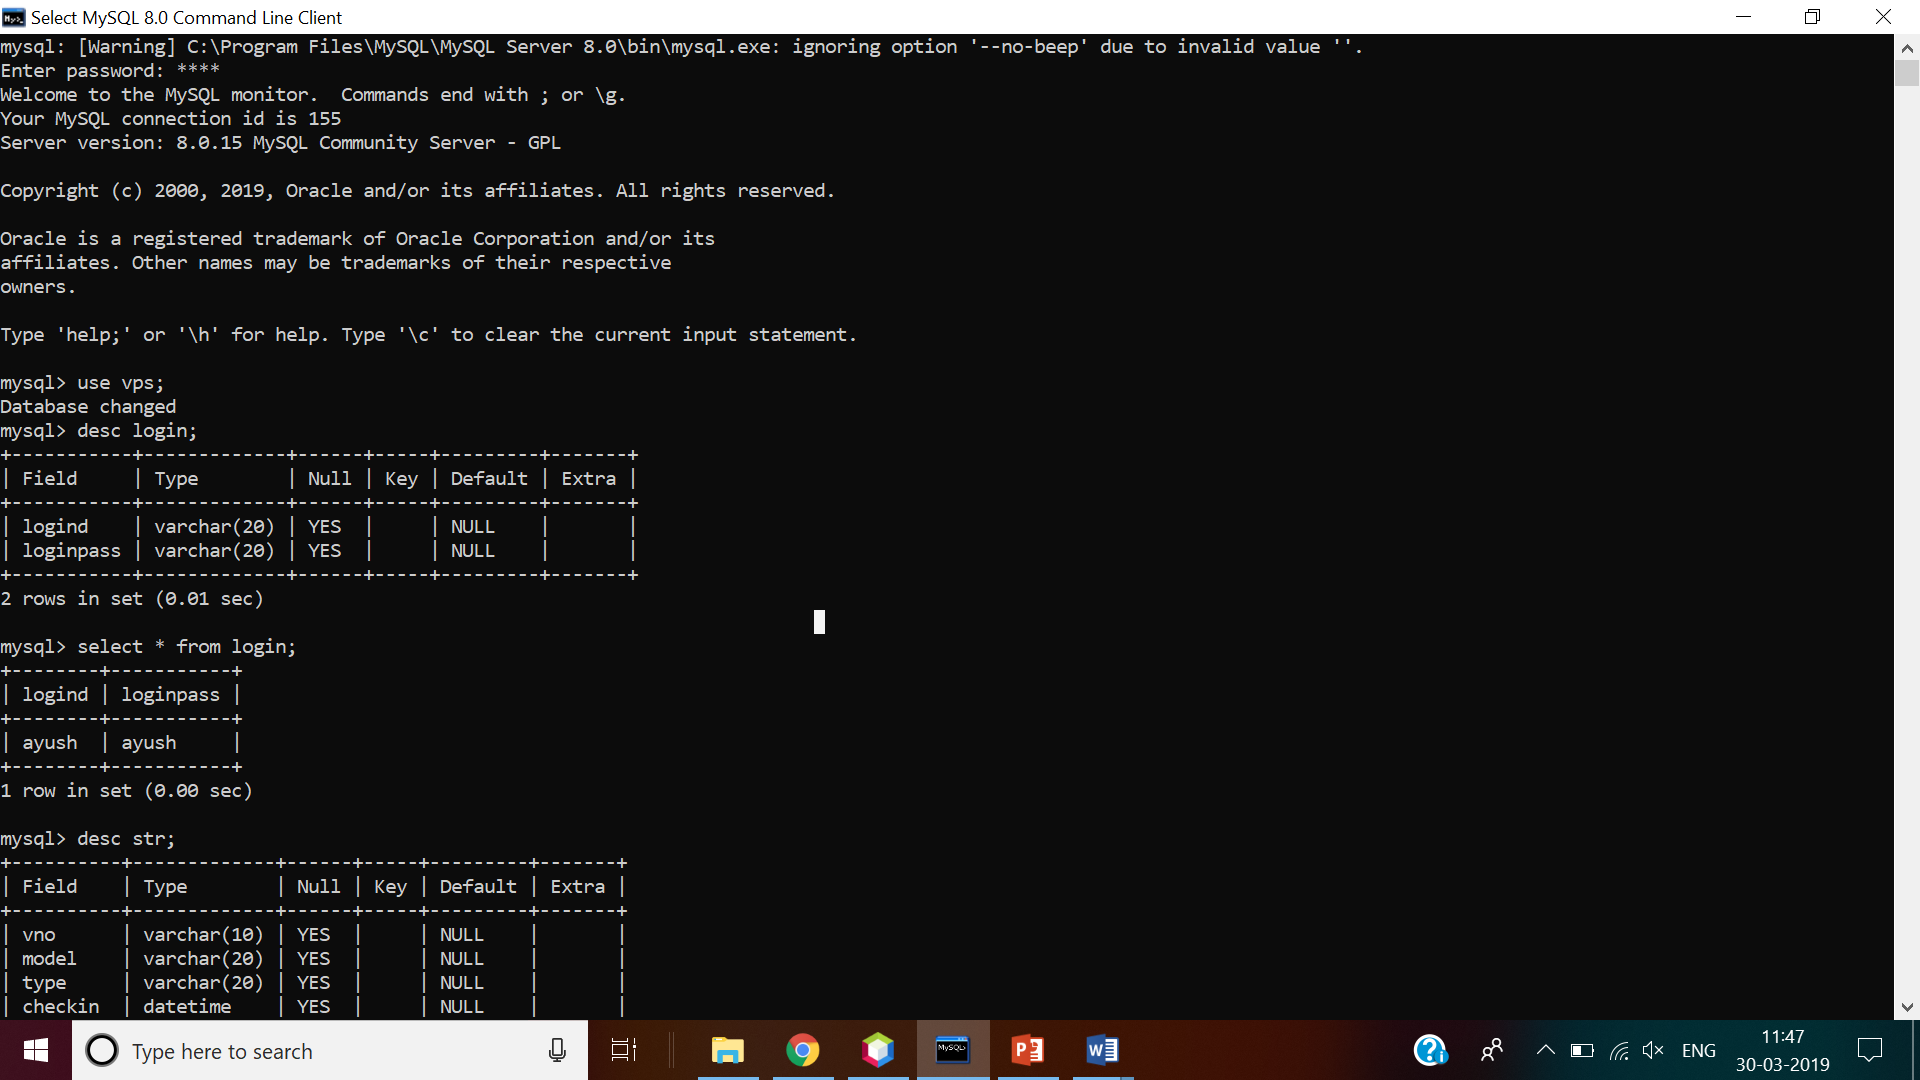 Select MySQL 8.0 Command Line Client
mysql: [Warning] C:\Program Files\MySQL\MySQL Server 8.0\bin\mysql.exe: ignoring option '--no-beep' due to invalid value ''.
Enter password: ****
Welcome to the MySQL monitor.  Commands end with ; or \g.
Your MySQL connection id is 155
Server version: 8.0.15 MySQL Community Server - GPL

Copyright (c) 2000, 2019, Oracle and/or its affiliates. All rights reserved.

Oracle is a registered trademark of Oracle Corporation and/or its
affiliates. Other names may be trademarks of their respective
owners.

Type 'help;' or '\h' for help. Type '\c' to clear the current input statement.

mysql> use vps;
Database changed
mysql> desc login;
+-----------+-------------+------+-----+---------+-------+
| Field     | Type        | Null | Key | Default | Extra |
+-----------+-------------+------+-----+---------+-------+
| logind    | varchar(20) | YES  |     | NULL    |       |
| loginpass | varchar(20) | YES  |     | NULL    |       |
+-----------+-------------+------+-----+---------+-------+
2 rows in set (0.01 sec)

mysql> select * from login;
+--------+-----------+
| logind | loginpass |
+--------+-----------+
| ayush  | ayush     |
+--------+-----------+
1 row in set (0.00 sec)

mysql> desc str;
+----------+-------------+------+-----+---------+-------+
| Field    | Type        | Null | Key | Default | Extra |
+----------+-------------+------+-----+---------+-------+
| vno      | varchar(10) | YES  |     | NULL    |       |
| model    | varchar(20) | YES  |     | NULL    |       |
| type     | varchar(20) | YES  |     | NULL    |       |
| checkin  | datetime    | YES  |     | NULL    |       |
Type here to search
MySQL
ENG
11:47
30-03-2019